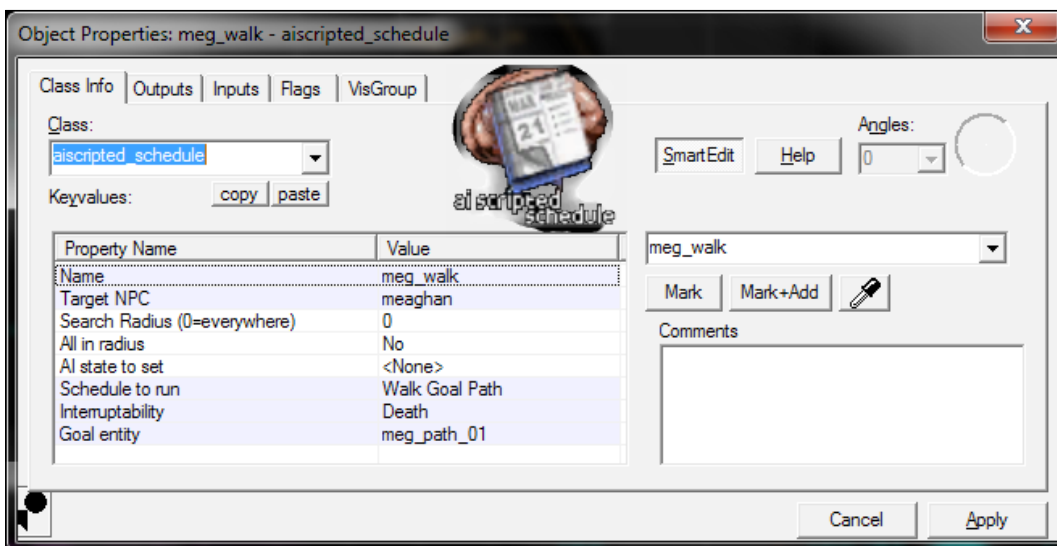 Object Properties: meg_walk - aiscripted_schedule
Class Info Outputs Inputs Flags VisGroup
Class:
aiscripted_schedule
Keyvalues: copy paste
21
ai scripted
schedule
SmartEdit Help
Angles:
0
Property Name Value
Name meg_walk
Target NPC meaghan
Search Radius (0=everywhere) 0
All in radius No
AI state to set <None>
Schedule to run Walk Goal Path
Interruptability Death
Goal entity meg_path_01
meg_walk
Mark Mark+Add
Comments
Cancel Apply